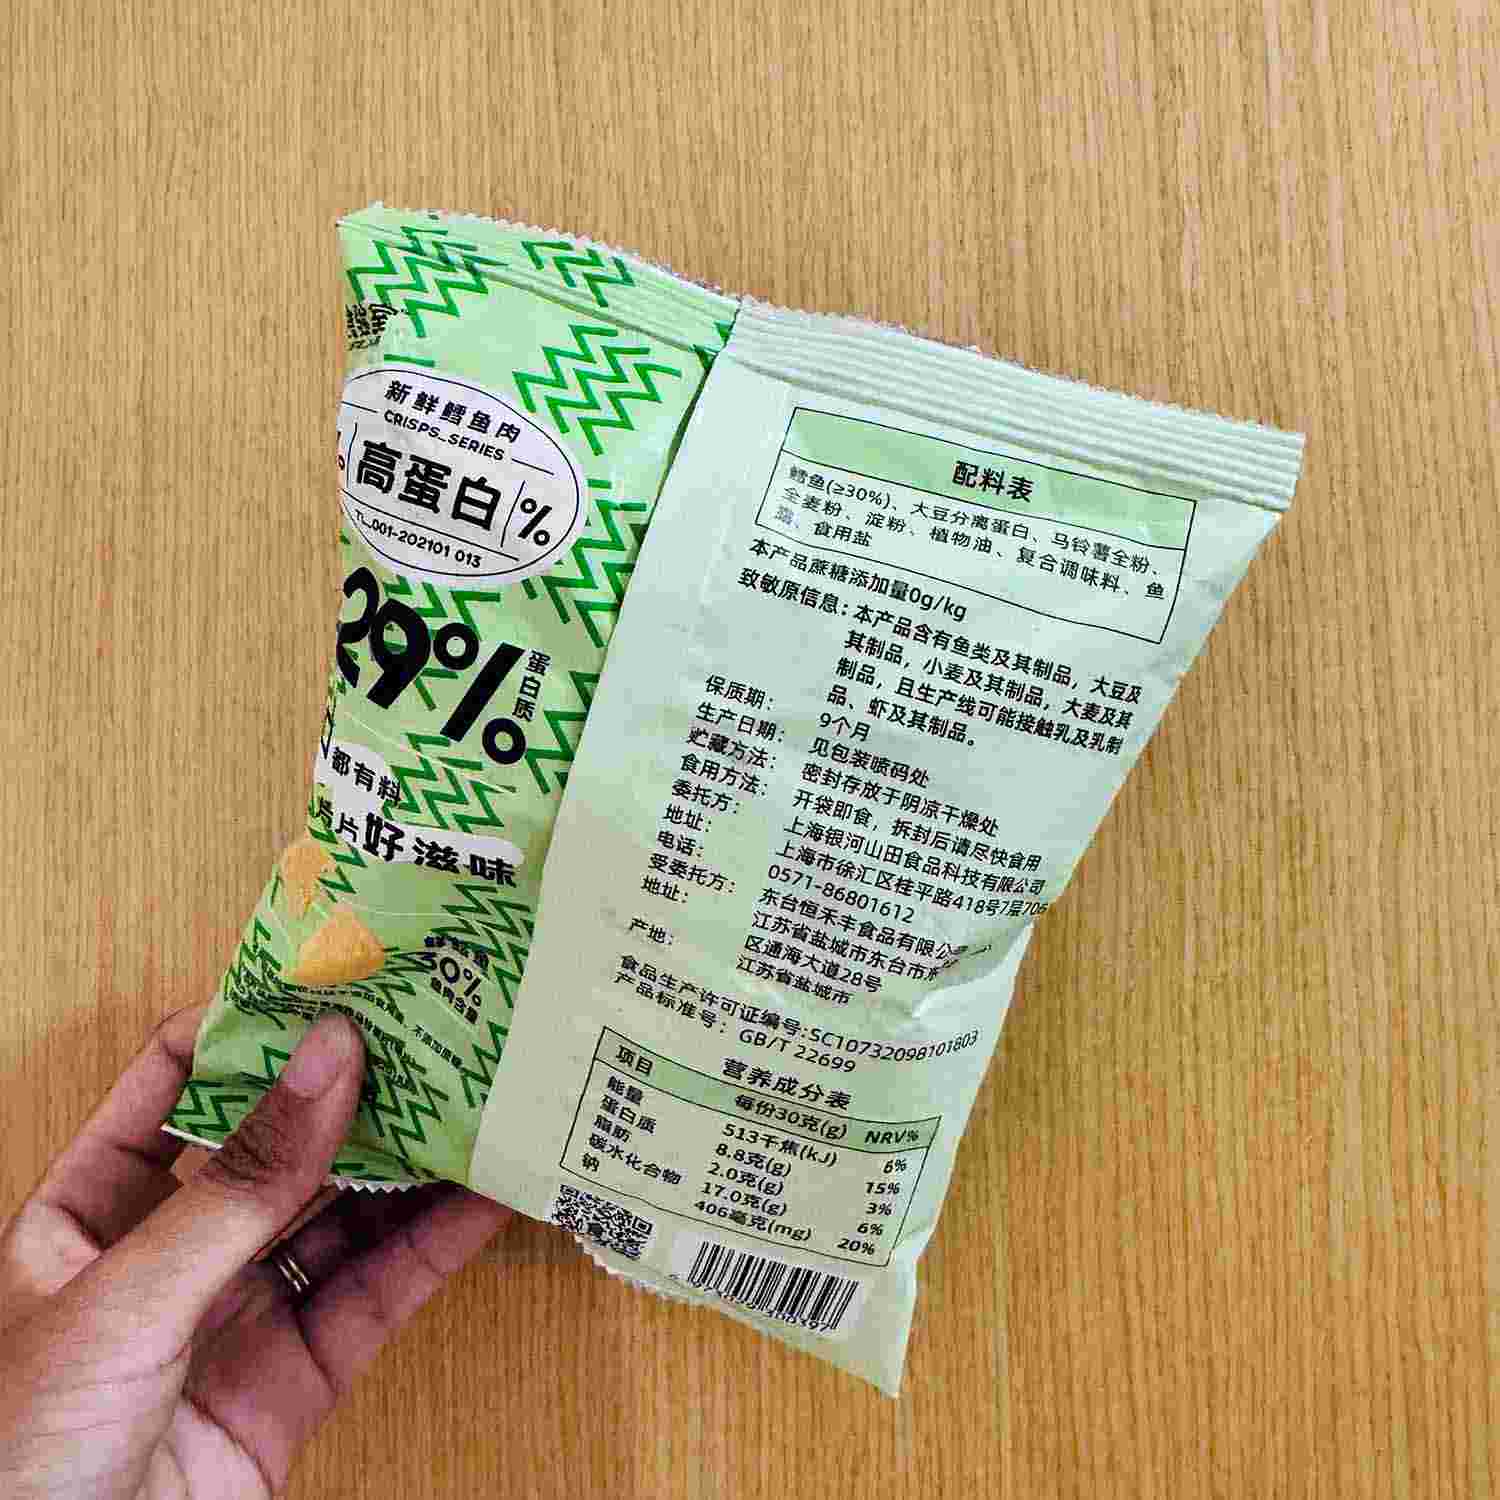 新鲜鳕鱼肉
CRISPS_SERIES
% 高蛋白 %
TL_001-202101 013
29%
蛋白质
都有料
片片好滋味
30%
鱼肉含量
配料表
鳕鱼(≥30%)、大豆分离蛋白、马铃薯全粉、
全麦粉、淀粉、植物油、复合调味料、鱼
露、食用盐
本产品蔗糖添加量0g/kg
致敏原信息：本产品含有鱼类及其制品，大豆及
其制品，小麦及其制品，大麦及其
制品，且生产线可能接触乳及乳制
品、虾及其制品。
保质期： 9个月
生产日期： 见包装喷码处
贮藏方法： 密封存放于阴凉干燥处
食用方法： 开袋即食，拆封后请尽快食用
委托方： 上海银河山田食品科技有限公司
地址： 上海市徐汇区桂平路418号7层706
电话： 0571-86801612
受委托方： 东台恒禾丰食品有限公司
地址： 江苏省盐城市东台市东
区通海大道28号
产地： 江苏省盐城市
食品生产许可证编号:SC10732098101803
产品标准号： GB/T 22699
营养成分表
项目 每份30克(g) NRV%
能量 513千焦(kJ) 6%
蛋白质 8.8克(g) 15%
脂肪 2.0克(g) 3%
碳水化合物 17.0克(g) 6%
钠 406毫克(mg) 20%